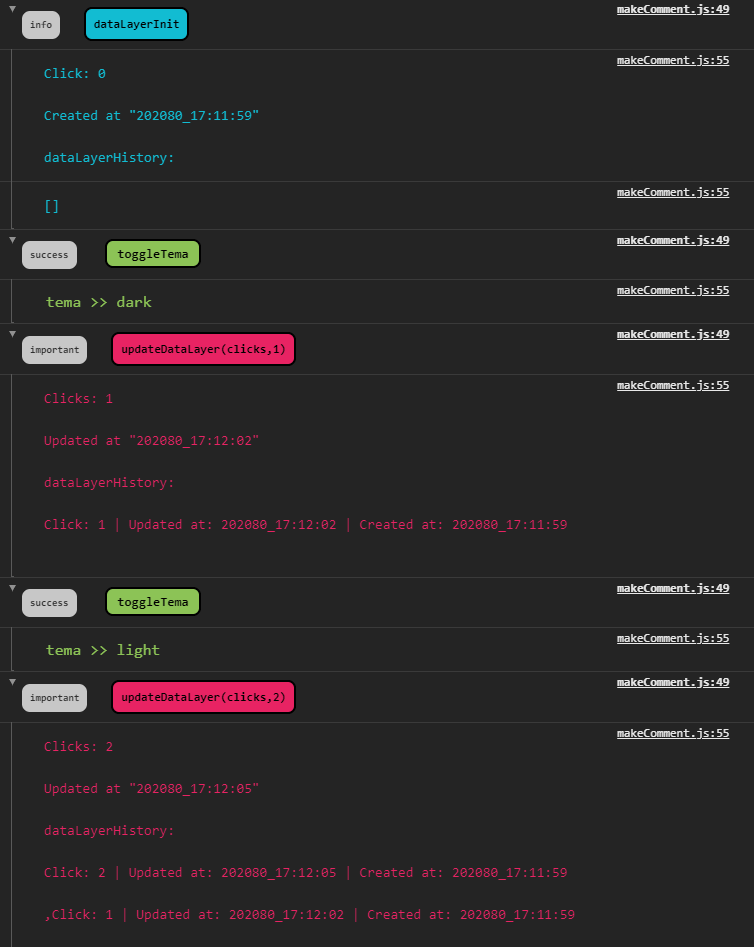 info dataLayerInit makeComment.js:49
Click: 0 makeComment.js:55
Created at "202080_17:11:59"
dataLayerHistory:
[] makeComment.js:55
success toggleTema makeComment.js:49
tema >> dark makeComment.js:55
important updateDataLayer(clicks,1) makeComment.js:49
Clicks: 1 makeComment.js:55
Updated at "202080_17:12:02"
dataLayerHistory:
Click: 1 | Updated at: 202080_17:12:02 | Created at: 202080_17:11:59
success toggleTema makeComment.js:49
tema >> light makeComment.js:55
important updateDataLayer(clicks,2) makeComment.js:49
Clicks: 2 makeComment.js:55
Updated at "202080_17:12:05"
dataLayerHistory:
Click: 2 | Updated at: 202080_17:12:05 | Created at: 202080_17:11:59
,Click: 1 | Updated at: 202080_17:12:02 | Created at: 202080_17:11:59